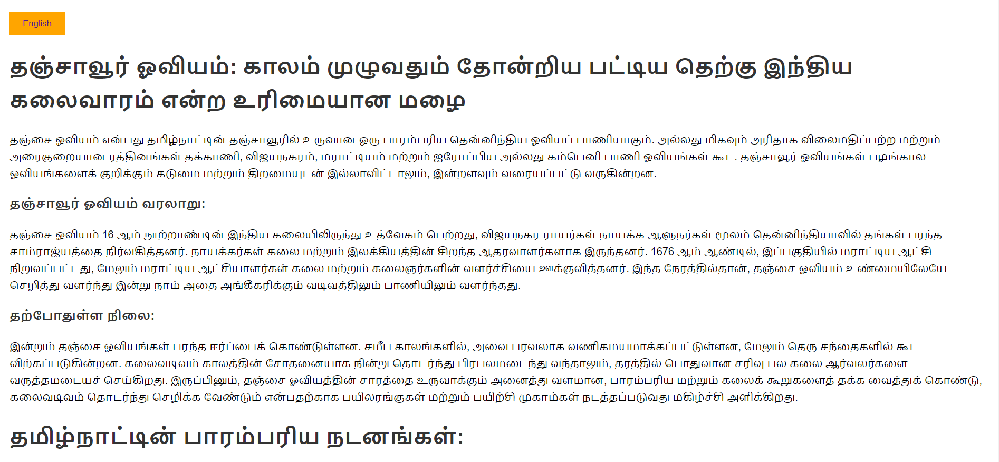 English
தஞ்சாவூர் ஓவியம்: காலம் முழுவதும் தோன்றிய பட்டிய தெற்கு இந்திய
கலைவாரம் என்ற உரிமையான மழை
தஞ்சை ஓவியம் என்பது தமிழ்நாட்டின் தஞ்சாவூரில் உருவான ஒரு பாரம்பரிய தென்னிந்திய ஓவியப் பாணியாகும். அல்லது மிகவும் அரிதாக விலைமதிப்பற்ற மற்றும்
அரைகுறையான ரத்தினங்கள் தக்காணி, விஜயநகரம், மராட்டியம் மற்றும் ஐரோப்பிய அல்லது கம்பெனி பாணி ஓவியங்கள் கூட. தஞ்சாவூர் ஓவியங்கள் பழங்கால
ஓவியங்களைக் குறிக்கும் கடுமை மற்றும் திறமையுடன் இல்லாவிட்டாலும், இன்றளவும் வரையப்பட்டு வருகின்றன.
தஞ்சாவூர் ஓவியம் வரலாறு:
தஞ்சை ஓவியம் 16 ஆம் நூற்றாண்டின் இந்திய கலையிலிருந்து உத்வேகம் பெற்றது, விஜயநகர ராயர்கள் நாயக்க ஆளுநர்கள் மூலம் தென்னிந்தியாவில் தங்கள் பரந்த
சாம்ராஜ்யத்தை நிர்வகித்தனர். நாயக்கர்கள் கலை மற்றும் இலக்கியத்தின் சிறந்த ஆதரவாளர்களாக இருந்தனர். 1676 ஆம் ஆண்டில், இப்பகுதியில் மராட்டிய ஆட்சி
நிறுவப்பட்டது, மேலும் மராட்டிய ஆட்சியாளர்கள் கலை மற்றும் கலைஞர்களின் வளர்ச்சியை ஊக்குவித்தனர். இந்த நேரத்தில்தான், தஞ்சை ஓவியம் உண்மையிலேயே
செழித்து வளர்ந்து இன்று நாம் அதை அங்கீகரிக்கும் வடிவத்திலும் பாணியிலும் வளர்ந்தது.
தற்போதுள்ள நிலை:
இன்றும் தஞ்சை ஓவியங்கள் பரந்த ஈர்ப்பைக் கொண்டுள்ளன. சமீப காலங்களில், அவை பரவலாக வணிகமயமாக்கப்பட்டுள்ளன, மேலும் தெரு சந்தைகளில் கூட
விற்கப்படுகின்றன. கலைவடிவம் காலத்தின் சோதனையாக நின்று தொடர்ந்து பிரபலமடைந்து வந்தாலும், தரத்தில் பொதுவான சரிவு பல கலை ஆர்வலர்களை
வருத்தமடையச் செய்கிறது. இருப்பினும், தஞ்சை ஓவியத்தின் சாரத்தை உருவாக்கும் அனைத்து வளமான, பாரம்பரிய மற்றும் கலைக் கூறுகளைத் தக்க வைத்துக் கொண்டு,
கலைவடிவம் தொடர்ந்து செழிக்க வேண்டும் என்பதற்காக பயிலரங்குகள் மற்றும் பயிற்சி முகாம்கள் நடத்தப்படுவது மகிழ்ச்சி அளிக்கிறது.
தமிழ்நாட்டின் பாரம்பரிய நடனங்கள்: